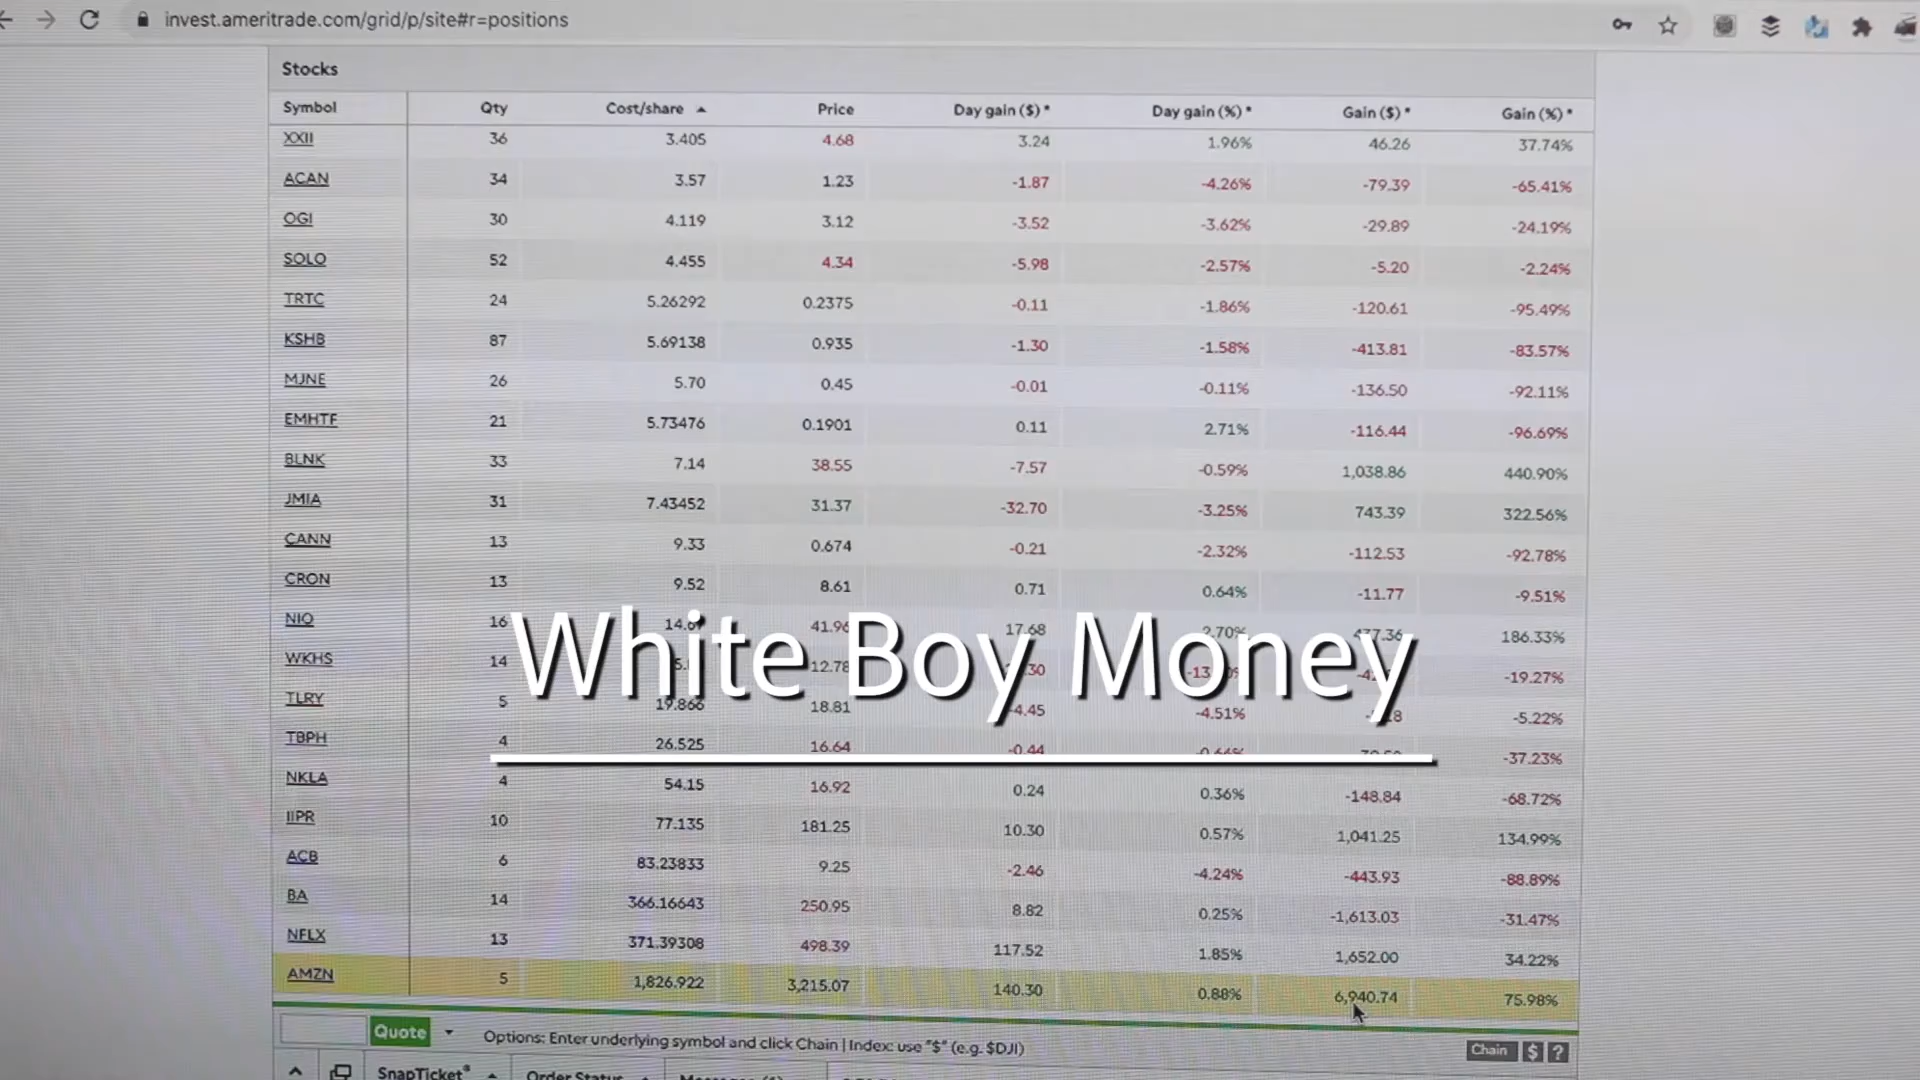 invest.ameritrade.com/grid/p/site#r=positions
Stocks
Symbol Qty Cost/share Price Day gain ($) * Day gain (%) * Gain ($) * Gain (%) *
XXII 36 3.405 4.68 3.24 1.96% 46.26 37.74%
ACAN 34 3.57 1.23 -1.87 -4.26% -79.39 -65.41%
OGI 30 4.119 3.12 -3.52 -3.62% -29.89 -24.19%
SOLO 52 4.455 4.34 -5.98 -2.57% -5.20 -2.24%
TRTC 24 5.26292 0.2375 -0.11 -1.86% -120.61 -95.49%
KSHB 87 5.69138 0.935 -1.30 -1.58% -413.81 -83.57%
MJNE 26 5.70 0.45 -0.01 -0.11% -136.50 -92.11%
EMHTF 21 5.73476 0.1901 0.11 2.71% -116.44 -96.69%
BLNK 33 7.14 38.55 -7.57 -0.59% 1,038.86 440.90%
JMIA 31 7.43452 31.37 -32.70 -3.25% 743.39 322.56%
CANN 13 9.33 0.674 -0.21 -2.32% -112.53 -92.78%
CRON 13 9.52 8.61 0.71 0.64% -11.77 -9.51%
NIO 16 41.96 17.68 2.70% 186.33%
White Boy Money
WKHS 14 12.78 -19.27%
TLRY 5 19.866 18.81 -4.45 -4.51% -5.22%
TBPH 4 26.525 16.64 -0.44 -37.23%
NKLA 4 54.15 16.92 0.24 0.36% -148.84 -68.72%
IIPR 10 77.135 181.25 10.30 0.57% 1,041.25 134.99%
ACB 6 83.23833 9.25 -2.46 -4.24% -443.93 -88.89%
BA 14 366.16643 250.95 8.82 0.25% -1,613.03 -31.47%
NFLX 13 371.39308 498.39 117.52 1.85% 1,652.00 34.22%
AMZN 5 1,826.922 3,215.07 140.30 0.88% 6,940.74 75.98%
Quote Options: Enter underlying symbol and click Chain | Index: use "$" (e.g. $DJI) Chain $ ?
SnapTicket® Order Status